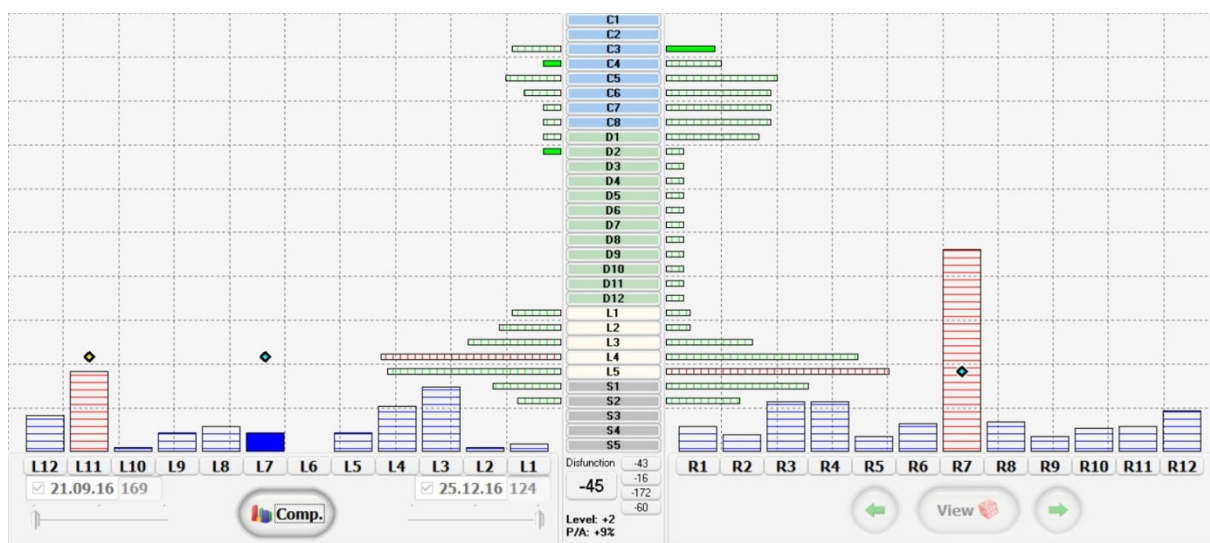 C1
C2
C3
C4
C5
C6
C7
C8
D1
D2
D3
D4
D5
D6
D7
D8
D9
D10
D11
D12
L1
L2
L3
L4
L5
S1
S2
S3
S4
S5
L12 L11 L10 L9 L8 L7 L6 L5 L4 L3 L2 L1
21.09.16 169
25.12.16 124
Comp.
Disfunction -43
-45
-16
-172
-60
Level: +2
P/A: +9%
R1 R2 R3 R4 R5 R6 R7 R8 R9 R10 R11 R12
View